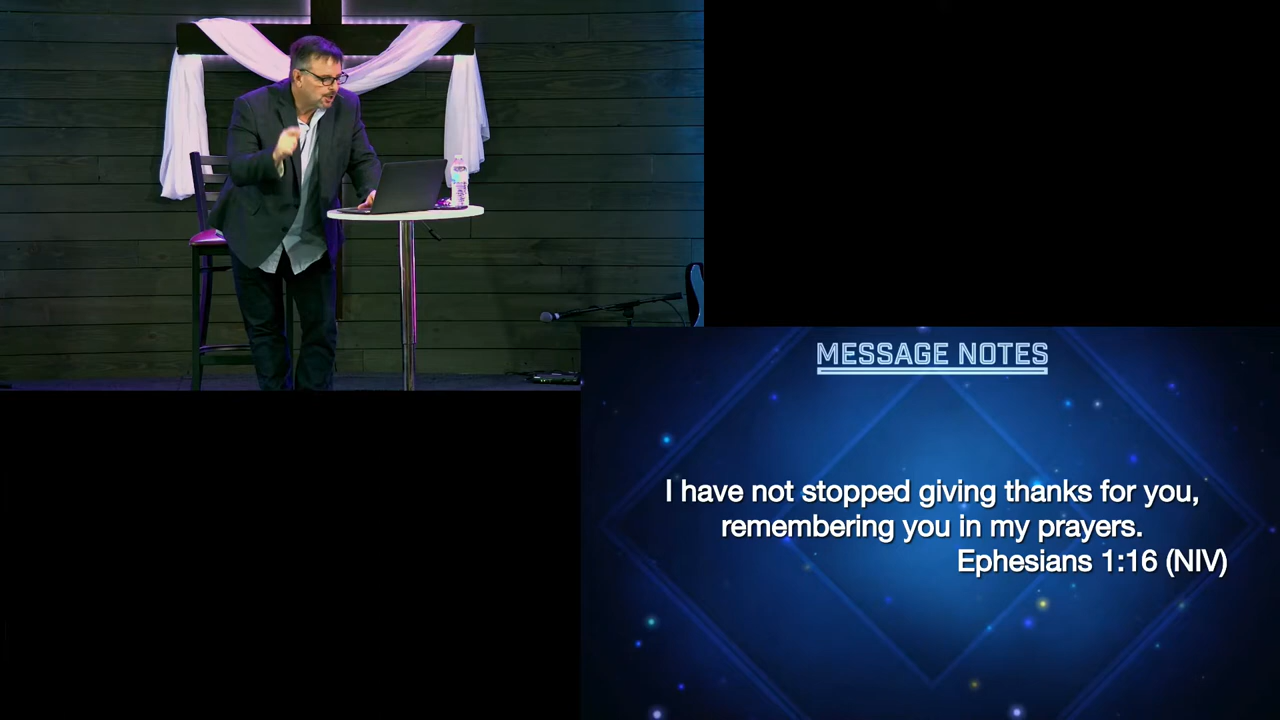 MESSAGE NOTES
I have not stopped giving thanks for you,
remembering you in my prayers.
Ephesians 1:16 (NIV)